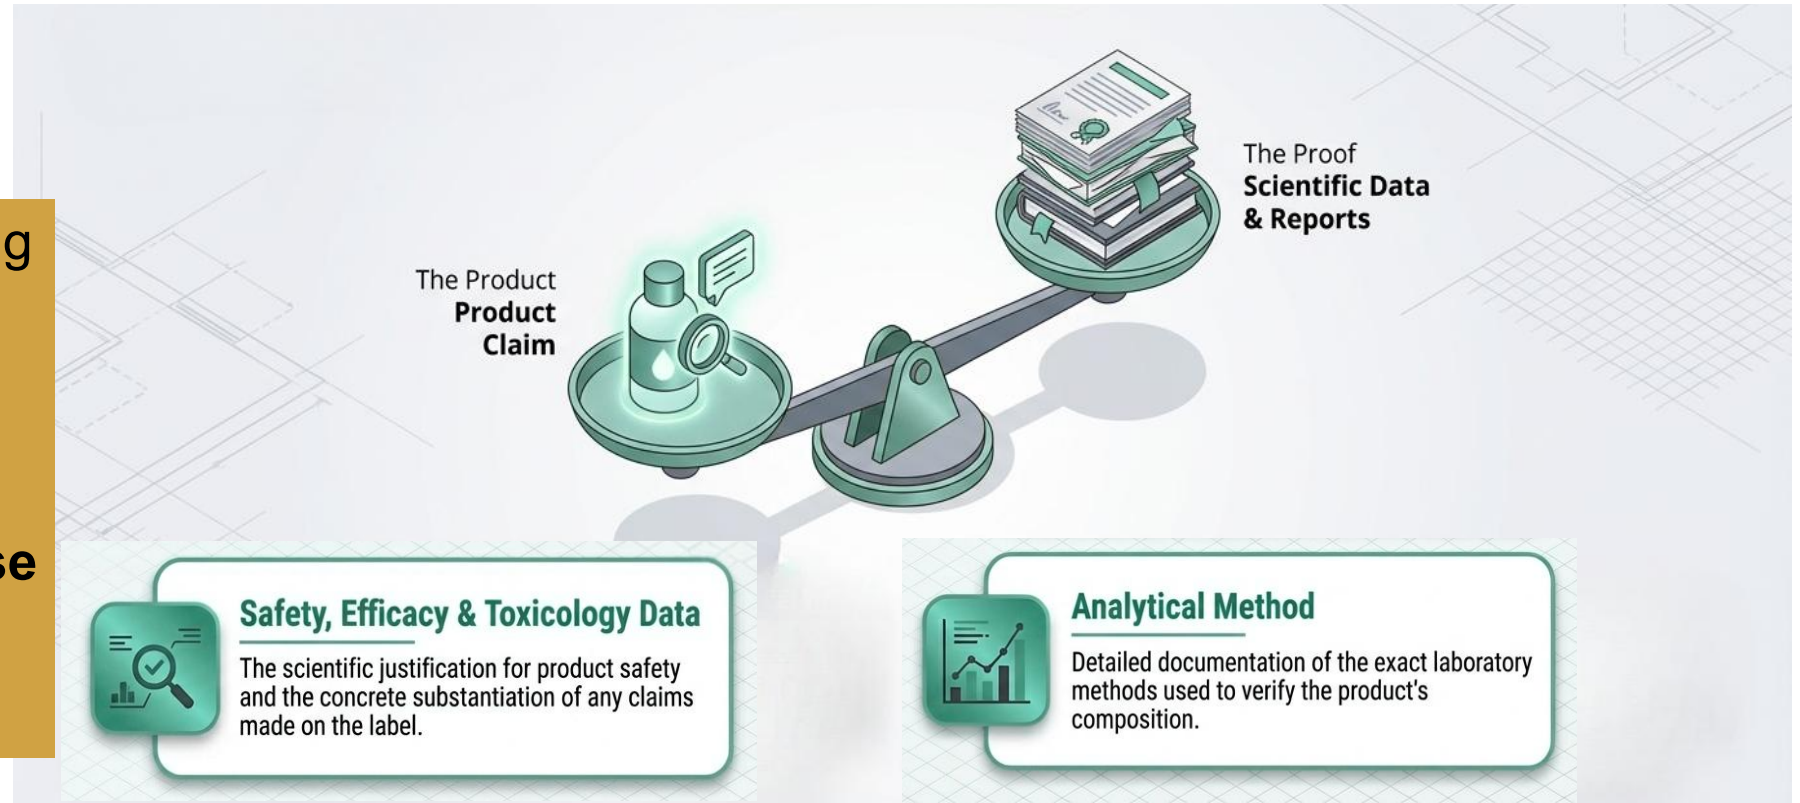 g
se
The Proof
Scientific Data
& Reports
The Product
Product
Claim
Safety, Efficacy & Toxicology Data
The scientific justification for product safety
and the concrete substantiation of any claims
made on the label.
Analytical Method
Detailed documentation of the exact laboratory
methods used to verify the product's
composition.